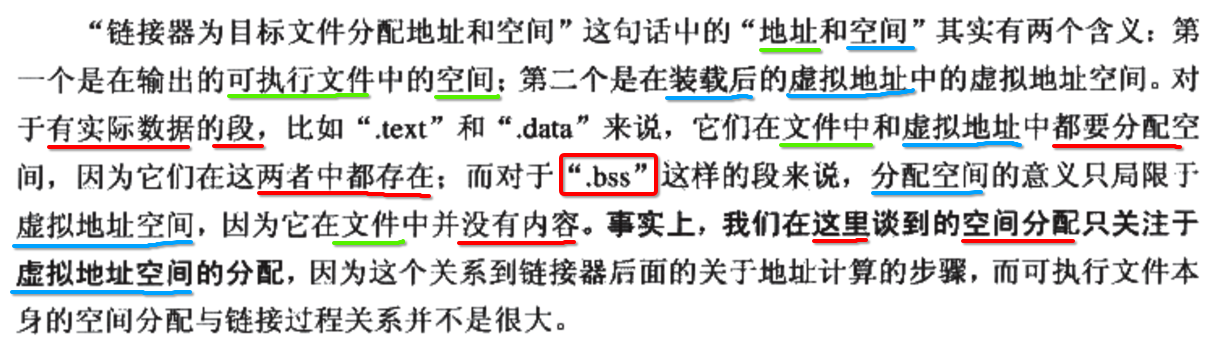 “链接器为目标文件分配地址和空间”这句话中的“地址和空间”其实有两个含义：第
一个是在输出的可执行文件中的空间；第二个是在装载后的虚拟地址中的虚拟地址空间。对
于有实际数据的段，比如“.text”和“.data”来说，它们在文件中和虚拟地址中都要分配空
间，因为它们在这两者中都存在；而对于“.bss”这样的段来说，分配空间的意义只局限于
虚拟地址空间，因为它在文件中并没有内容。事实上，我们在这里谈到的空间分配只关注于
虚拟地址空间的分配，因为这个关系到链接器后面的关于地址计算的步骤，而可执行文件本
身的空间分配与链接过程关系并不是很大。